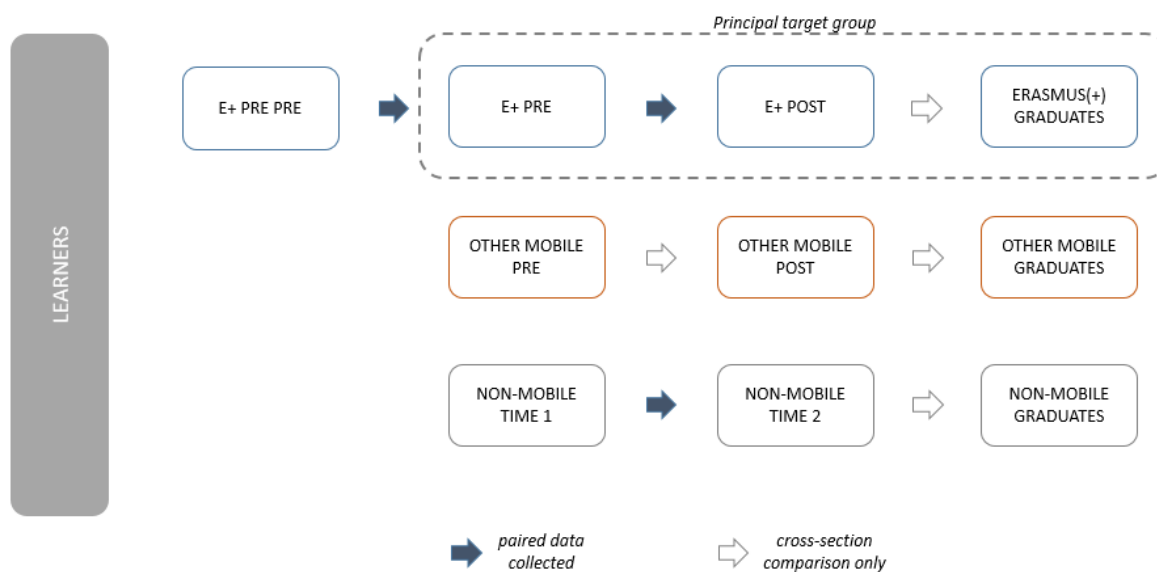 Principal target group
LEARNERS
E+ PRE PRE
E+ PRE
E+ POST
ERASMUS(+)
GRADUATES
OTHER MOBILE
PRE
OTHER MOBILE
POST
OTHER MOBILE
GRADUATES
NON-MOBILE
TIME 1
NON-MOBILE
TIME 2
NON-MOBILE
GRADUATES
paired data
collected
cross-section
comparison only